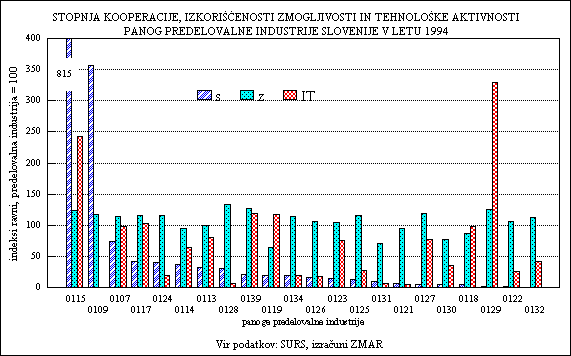 STOPNJA KOOPERACIJE, IZKORIŠČENOSTI ZMOGLJIVOSTI IN TEHNOLOŠKE AKTIVNOSTI
PANOG PREDELOVALNE INDUSTRIJE SLOVENIJE V LETU 1994
indeksi ravni, predelovalna industrija = 100
400
350
300
250
200
150
100
50
0
815
s z IT
0115 0107 0124 0113 0139 0134 0123 0131 0127 0118 0122
0109 0117 0114 0128 0119 0126 0125 0121 0130 0129 0132
panoge predelovalne industrije
Vir podatkov: SURS, izračuni ZMAR